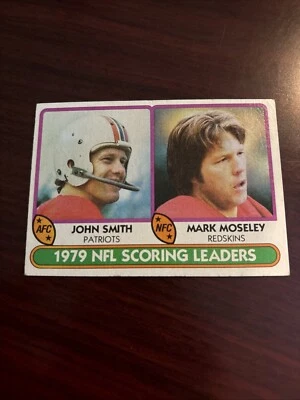 AFC
JOHN SMITH
PATRIOTS
NFC
MARK MOSELEY
REDSKINS
1979 NFL SCORING LEADERS